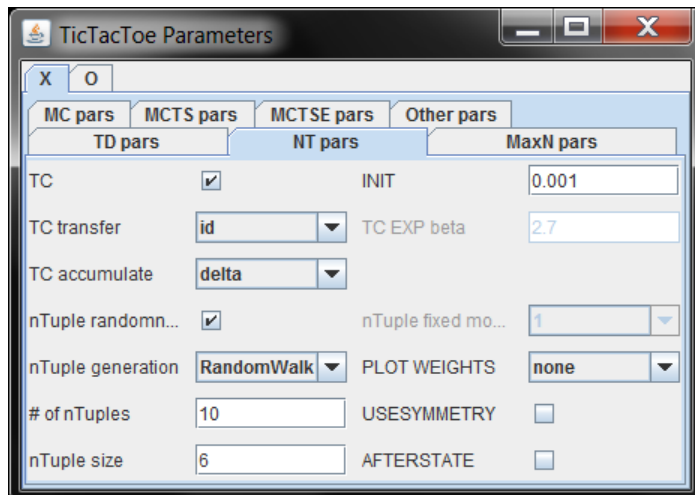 TicTacToe Parameters
X O
MC pars MCTS pars MCTSE pars Other pars
TD pars NT pars MaxN pars
TC INIT 0.001
TC transfer id TC EXP beta 2.7
TC accumulate delta
nTuple randomn... nTuple fixed mo... 1
nTuple generation RandomWalk PLOT WEIGHTS none
# of nTuples 10 USESYMMETRY
nTuple size 6 AFTERSTATE